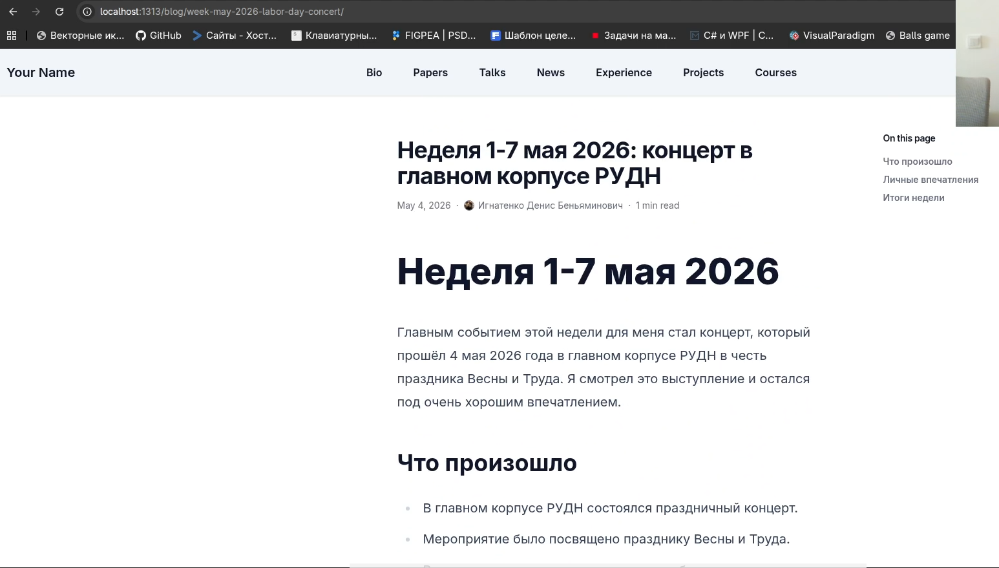 localhost:1313/blog/week-may-2026-labor-day-concert/
Векторные ик... GitHub Сайты - Хост... Клавиатурны... FIGPEA | PSD... Шаблон целе... Задачи на ма... C# и WPF | С... VisualParadigm Balls game
Your Name Bio Papers Talks News Experience Projects Courses
Неделя 1-7 мая 2026: концерт в
главном корпусе РУДН
May 4, 2026 · Игнатенко Денис Беньяминович · 1 min read
On this page
Что произошло
Личные впечатления
Итоги недели
Неделя 1-7 мая 2026
Главным событием этой недели для меня стал концерт, который
прошёл 4 мая 2026 года в главном корпусе РУДН в честь
праздника Весны и Труда. Я смотрел это выступление и остался
под очень хорошим впечатлением.
Что произошло
В главном корпусе РУДН состоялся праздничный концерт.
Мероприятие было посвящено празднику Весны и Труда.